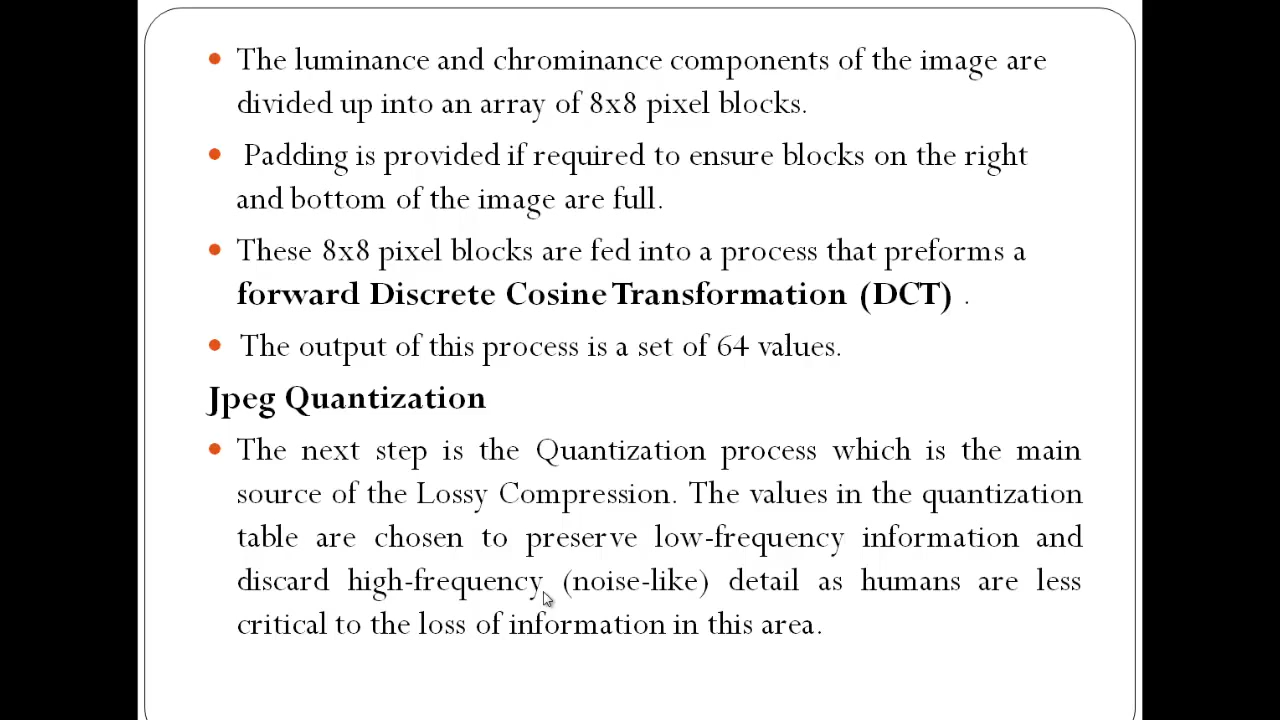 • The luminance and chrominance components of the image are
divided up into an array of 8x8 pixel blocks.
• Padding is provided if required to ensure blocks on the right
and bottom of the image are full.
• These 8x8 pixel blocks are fed into a process that preforms a
forward Discrete Cosine Transformation (DCT) .
• The output of this process is a set of 64 values.
Jpeg Quantization
• The next step is the Quantization process which is the main
source of the Lossy Compression. The values in the quantization
table are chosen to preserve low-frequency information and
discard high-frequency (noise-like) detail as humans are less
critical to the loss of information in this area.